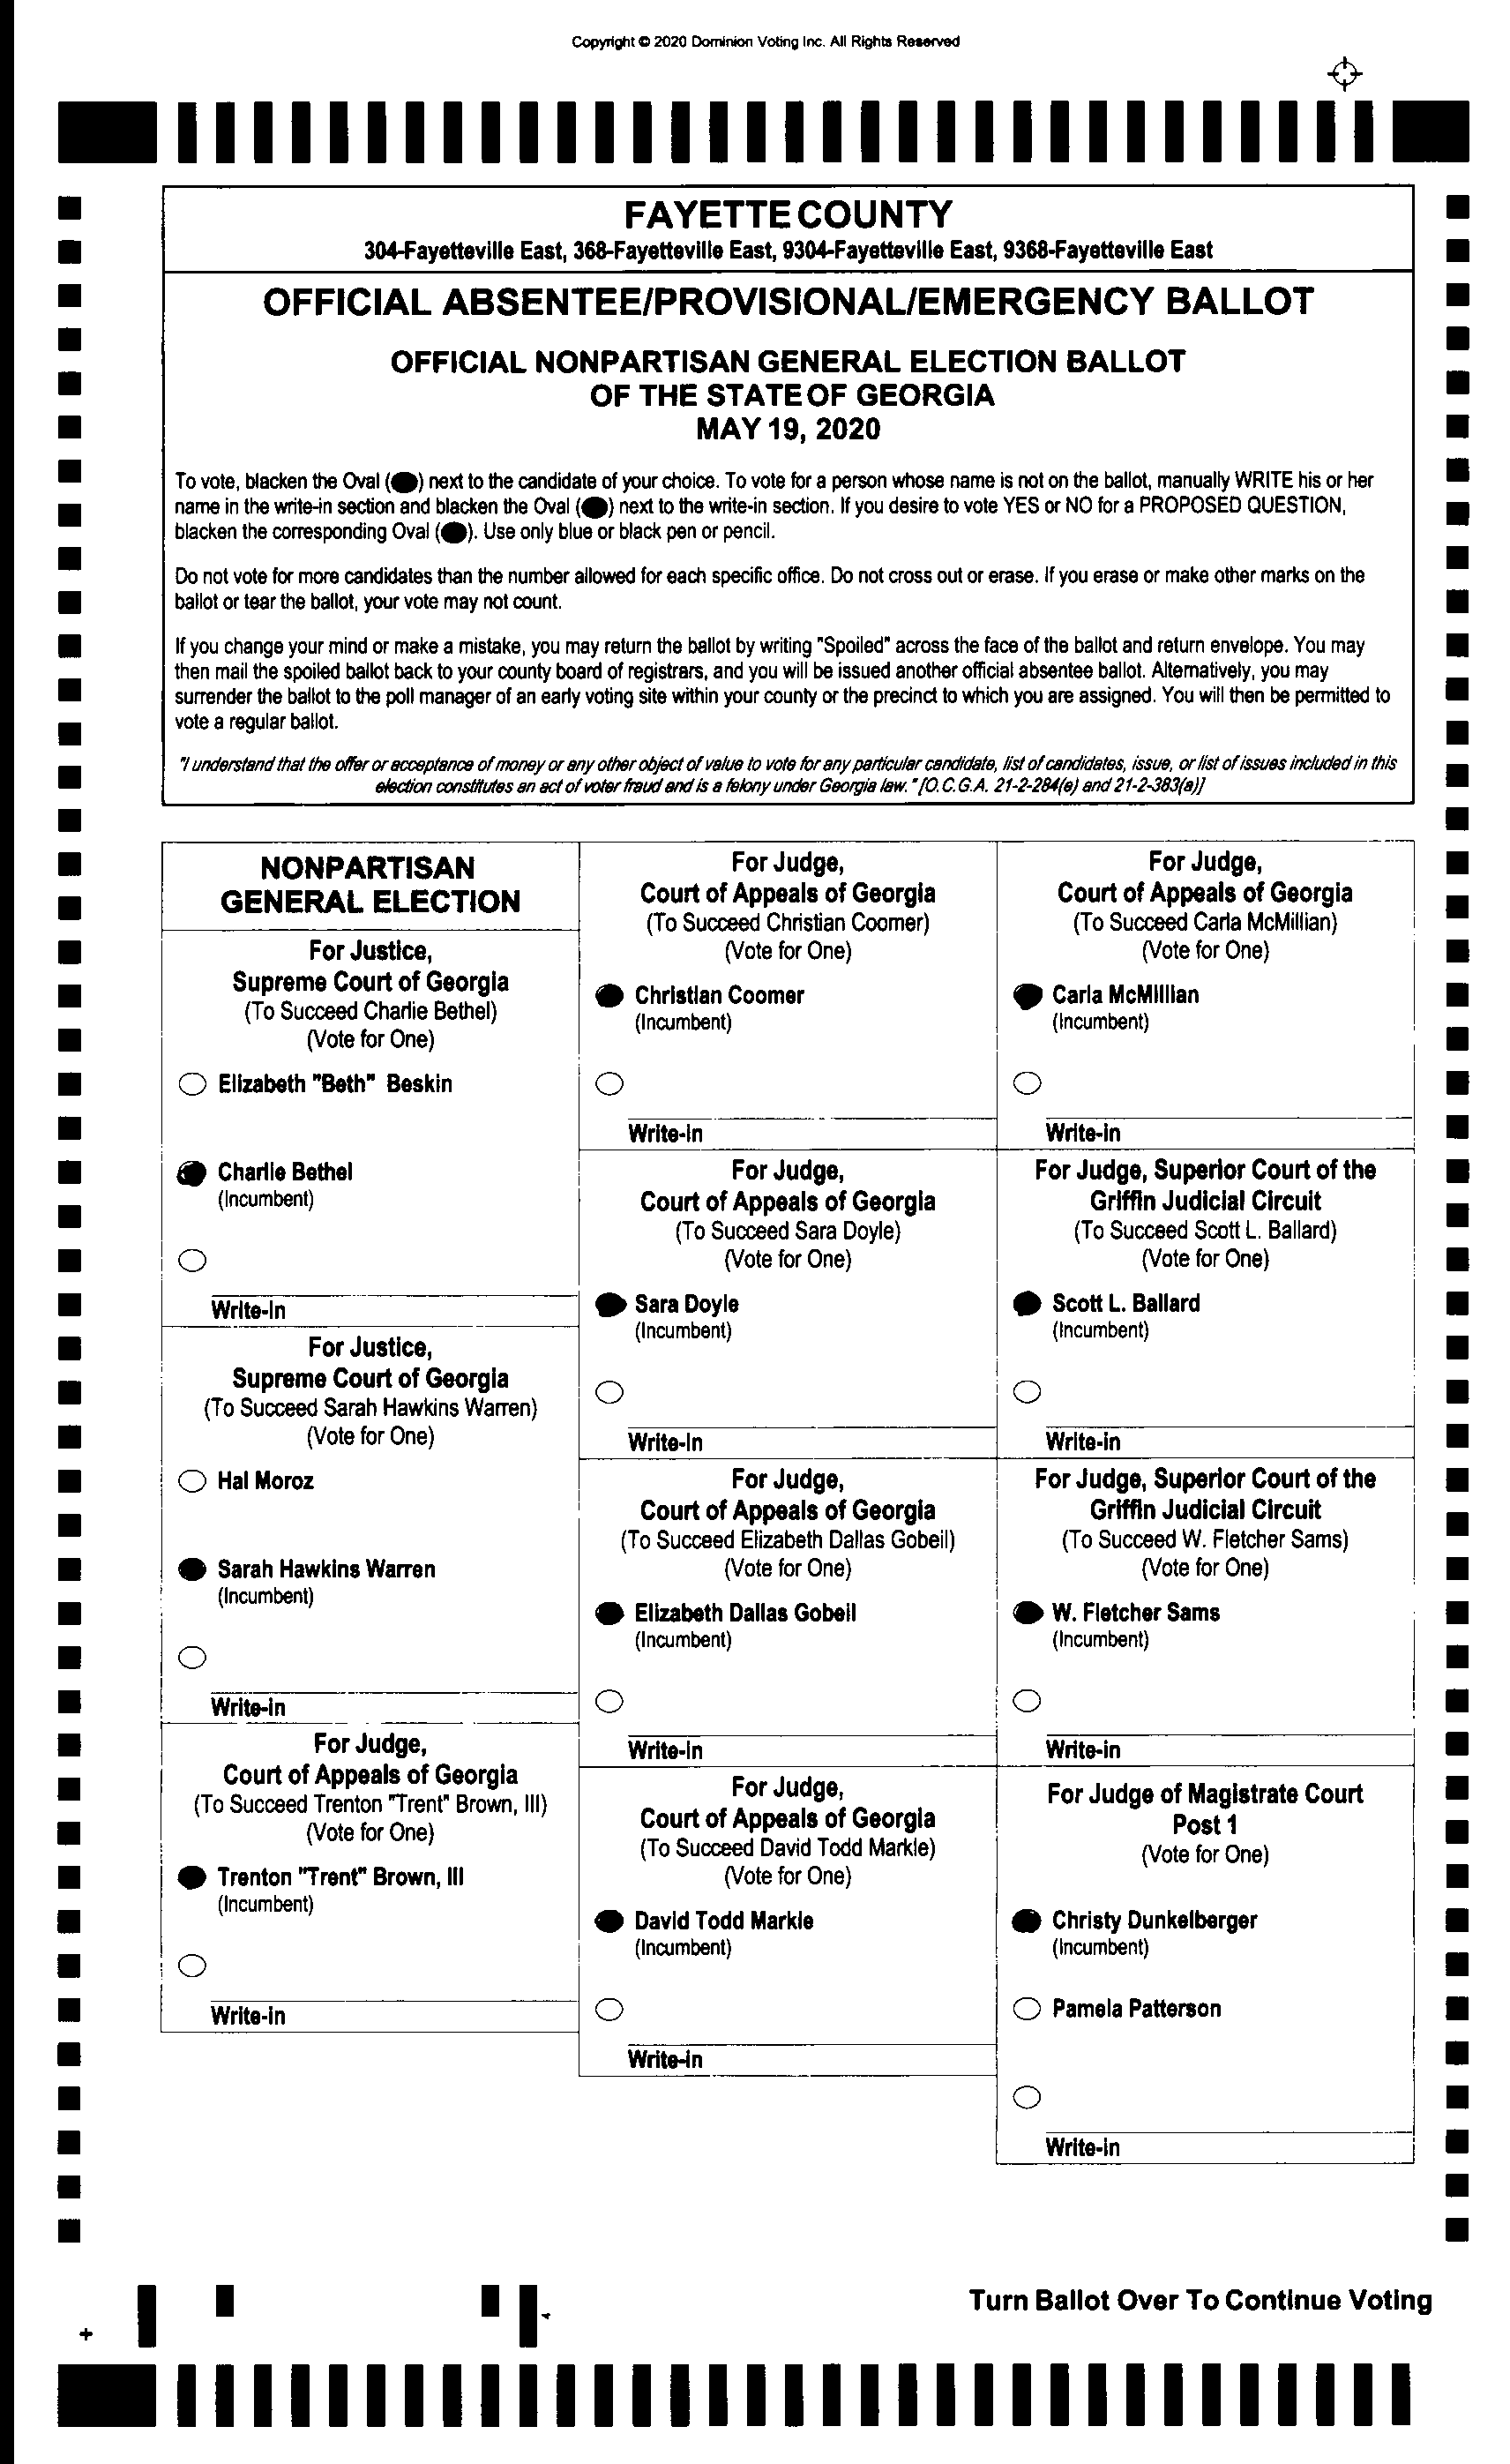 Copyright © 2020 Dominion Voting Inc. All Rights Reserved
FAYETTE COUNTY
304-Fayetteville East, 368-Fayetteville East, 9304-Fayetteville East, 9368-Fayetteville East
OFFICIAL ABSENTEE/PROVISIONAL/EMERGENCY BALLOT
OFFICIAL NONPARTISAN GENERAL ELECTION BALLOT
OF THE STATE OF GEORGIA
MAY 19, 2020
To vote, blacken the Oval ( ) next to the candidate of your choice. To vote for a person whose name is not on the ballot, manually WRITE his or her
name in the write-in section and blacken the Oval ( ) next to the write-in section. If you desire to vote YES or NO for a PROPOSED QUESTION,
blacken the corresponding Oval ( ). Use only blue or black pen or pencil.
Do not vote for more candidates than the number allowed for each specific office. Do not cross out or erase. If you erase or make other marks on the
ballot or tear the ballot, your vote may not count.
If you change your mind or make a mistake, you may return the ballot by writing "Spoiled" across the face of the ballot and return envelope. You may
then mail the spoiled ballot back to your county board of registrars, and you will be issued another official absentee ballot. Alternatively, you may
surrender the ballot to the poll manager of an early voting site within your county or the precinct to which you are assigned. You will then be permitted to
vote a regular ballot.
"I understand that the offer or acceptance of money or any other object of value to vote for any particular candidate, list of candidates, issue, or list of issues included in this
election constitutes an act of voter fraud and is a felony under Georgia law." [O.C.G.A. 21-2-284(e) and 21-2-383(a)]
NONPARTISAN
GENERAL ELECTION
For Justice,
Supreme Court of Georgia
(To Succeed Charlie Bethel)
(Vote for One)
Elizabeth "Beth" Beskin
Charlie Bethel
(Incumbent)
Write-in
For Justice,
Supreme Court of Georgia
(To Succeed Sarah Hawkins Warren)
(Vote for One)
Hal Moroz
Sarah Hawkins Warren
(Incumbent)
Write-in
For Judge,
Court of Appeals of Georgia
(To Succeed Trenton "Trent" Brown, III)
(Vote for One)
Trenton "Trent" Brown, III
(Incumbent)
Write-in
For Judge,
Court of Appeals of Georgia
(To Succeed Christian Coomer)
(Vote for One)
Christian Coomer
(Incumbent)
Write-in
For Judge,
Court of Appeals of Georgia
(To Succeed Sara Doyle)
(Vote for One)
Sara Doyle
(Incumbent)
Write-in
For Judge,
Court of Appeals of Georgia
(To Succeed Elizabeth Dallas Gobeil)
(Vote for One)
Elizabeth Dallas Gobeil
(Incumbent)
Write-in
For Judge,
Court of Appeals of Georgia
(To Succeed David Todd Markle)
(Vote for One)
David Todd Markle
(Incumbent)
Write-in
For Judge,
Court of Appeals of Georgia
(To Succeed Carla McMillian)
(Vote for One)
Carla McMillian
(Incumbent)
Write-in
For Judge, Superior Court of the
Griffin Judicial Circuit
(To Succeed Scott L. Ballard)
(Vote for One)
Scott L. Ballard
(Incumbent)
Write-in
For Judge, Superior Court of the
Griffin Judicial Circuit
(To Succeed W. Fletcher Sams)
(Vote for One)
W. Fletcher Sams
(Incumbent)
Write-in
For Judge of Magistrate Court
Post 1
(Vote for One)
Christy Dunkelberger
(Incumbent)
Pamela Patterson
Write-in
Turn Ballot Over To Continue Voting